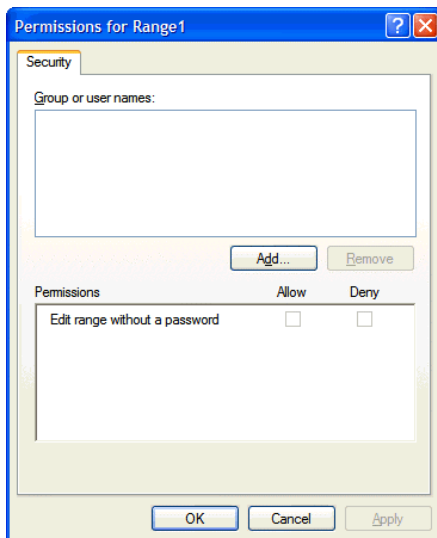 Permissions for Range1
Security
Group or user names:
Add... Remove
Permissions Allow Deny
Edit range without a password
OK Cancel Apply